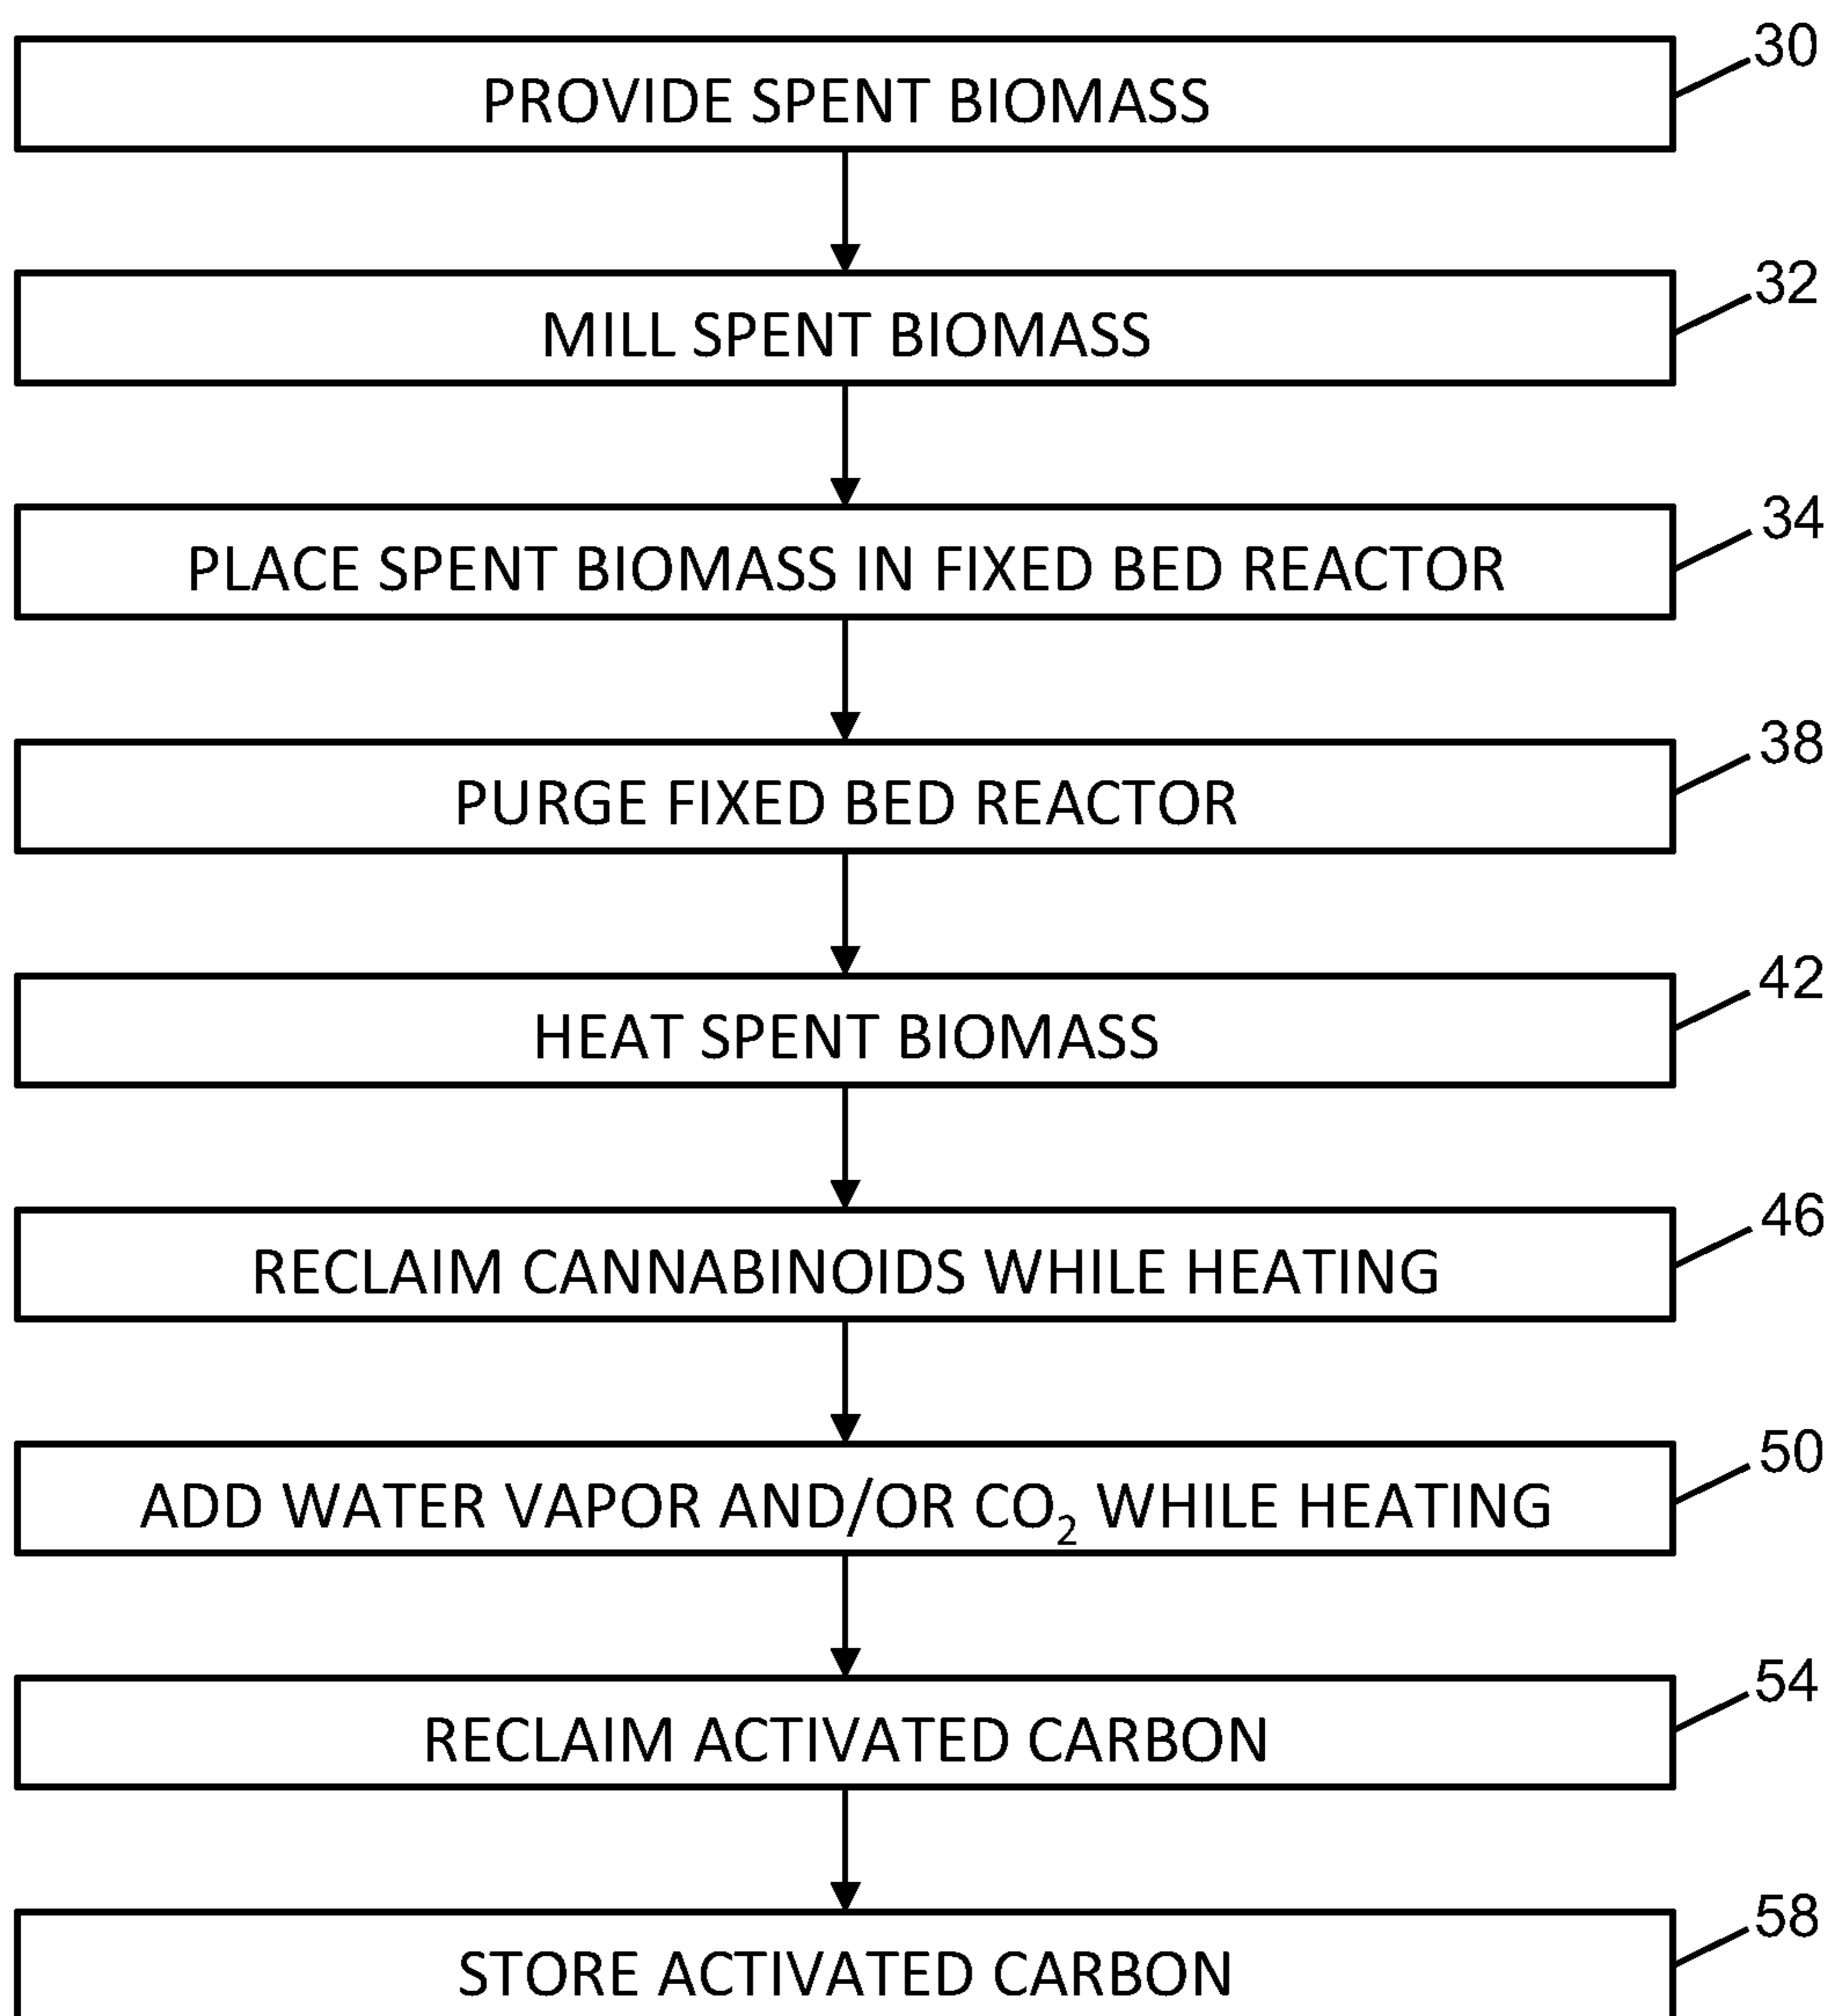 30
PROVIDE SPENT BIOMASS
32
MILL SPENT BIOMASS
34
PLACE SPENT BIOMASS IN FIXED BED REACTOR
38
PURGE FIXED BED REACTOR
42
HEAT SPENT BIOMASS
46
RECLAIM CANNABINOIDS WHILE HEATING
50
ADD WATER VAPOR AND/OR CO₂ WHILE HEATING
54
RECLAIM ACTIVATED CARBON
58
STORE ACTIVATED CARBON